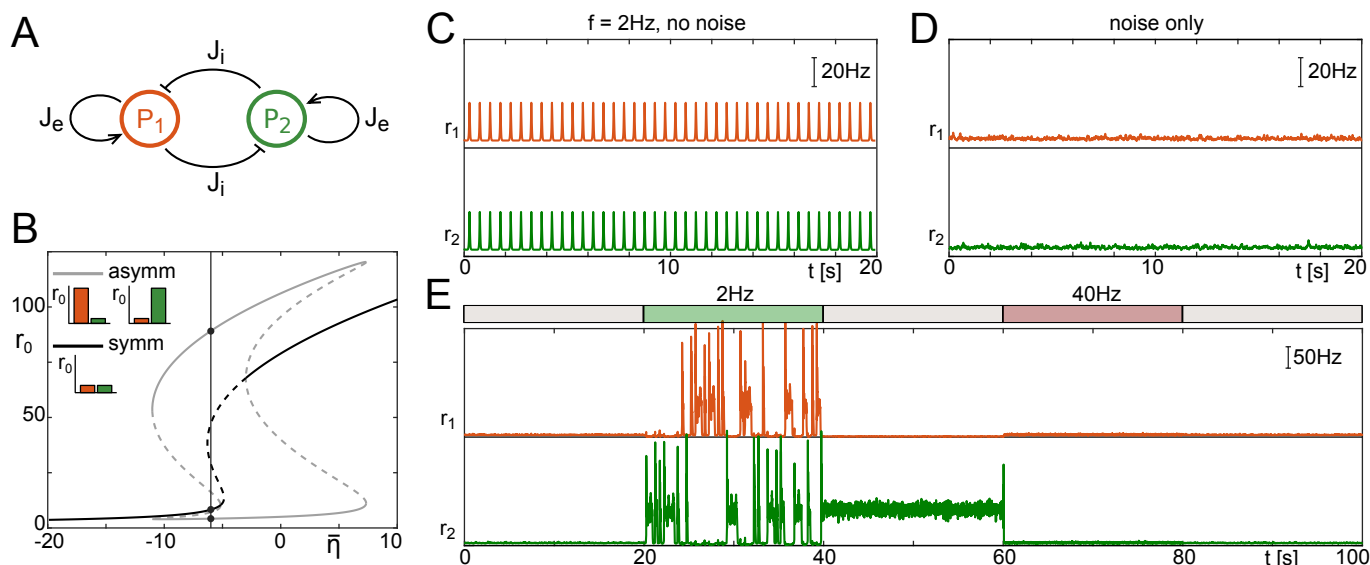 A
J_i
J_e
P_1
P_2
J_e
J_i
B
asymm
r_0
r_0
symm
r_0
r_0
100
50
0
-20
-10
0
10
η̄
C
f = 2Hz, no noise
20Hz
r_1
r_2
0
10
20
t [s]
D
noise only
20Hz
r_1
r_2
0
10
20
t [s]
E
2Hz
40Hz
50Hz
r_1
r_2
0
20
40
60
80
100
t [s]